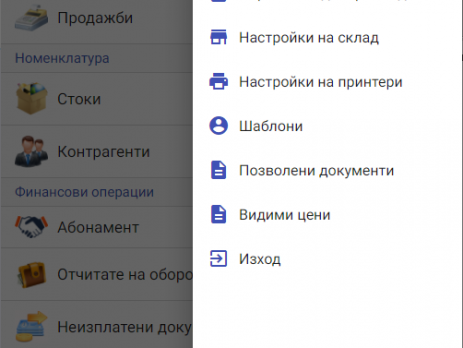 Продажби
Номенклатура
Стоки
Контрагенти
Финансови операции
Абонамент
Отчитате на оборо
Неизплатени доку
Настройки на склад
Настройки на принтери
Шаблони
Позволени документи
Видими цени
Изход